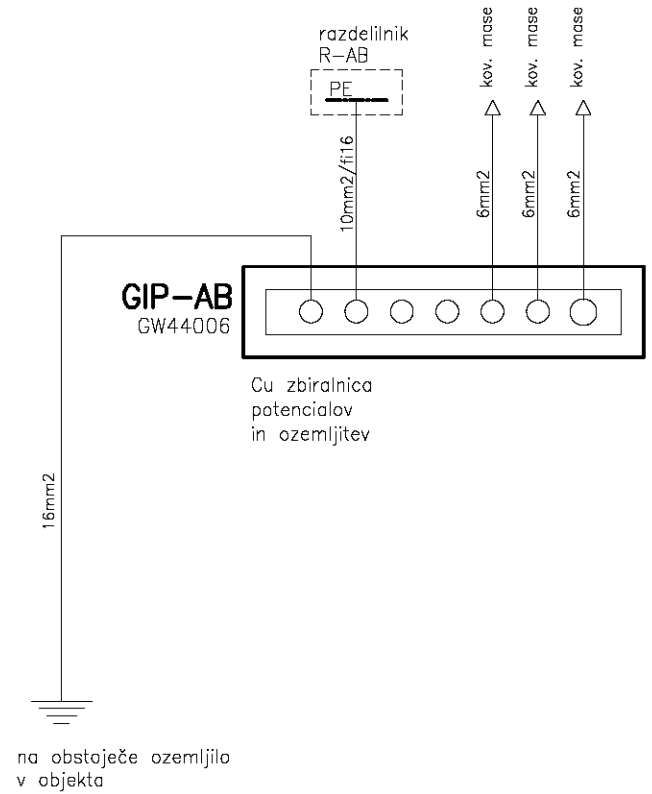 razdelilnik
R-AB
PE
kov. mase
kov. mase
kov. mase
10mm2/fi16
6mm2
6mm2
6mm2
GIP-AB
GW44006
Cu zbiralnica
potencialov
in ozemljitev
16mm2
na obstoječe ozemljilo
v objekta